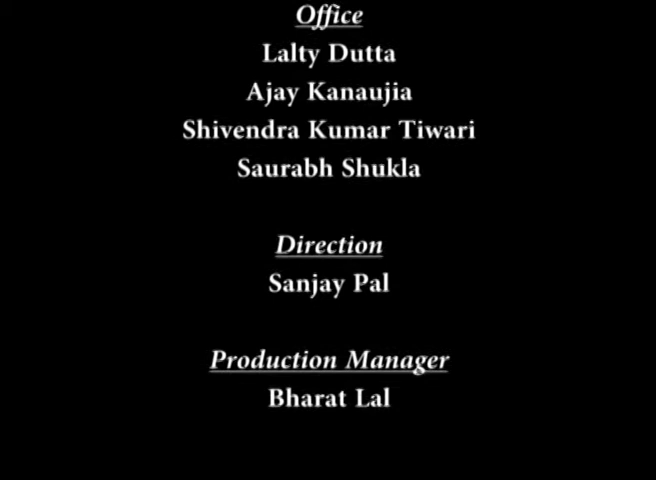 Office
Lalty Dutta
Ajay Kanaujia
Shivendra Kumar Tiwari
Saurabh Shukla
Direction
Sanjay Pal
Production Manager
Bharat Lal